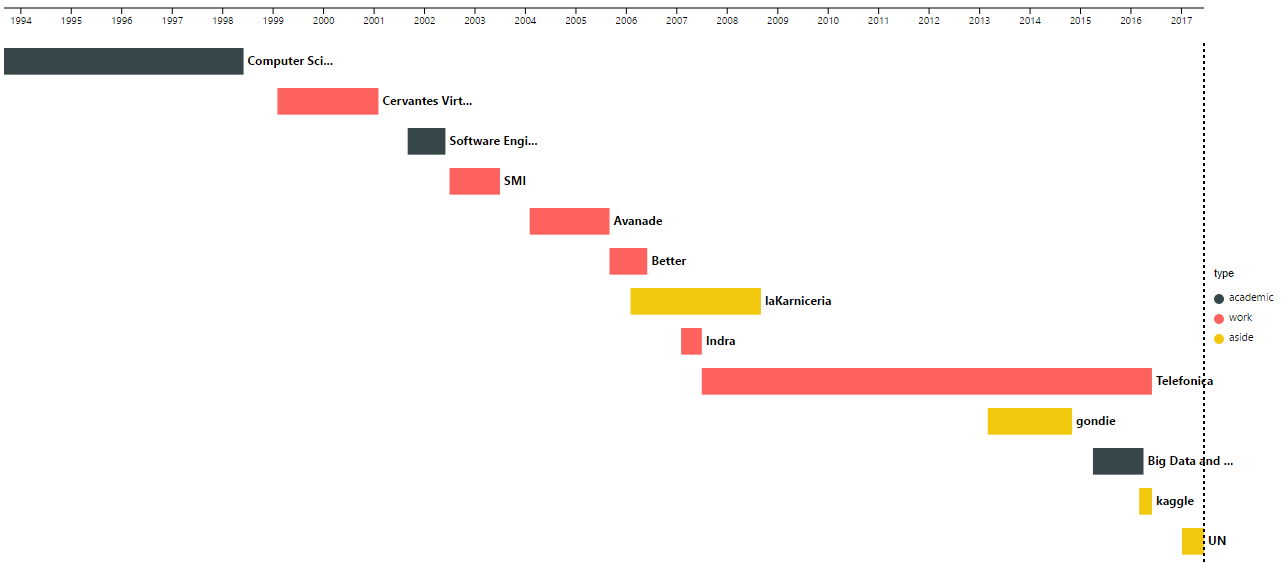 1994 1995 1996 1997 1998 1999 2000 2001 2002 2003 2004 2005 2006 2007 2008 2009 2010 2011 2012 2013 2014 2015 2016 2017
Computer Sci...
Cervantes Virt...
Software Engi...
SMI
Avanade
Better
type
academic
work
aside
laKarniceria
Indra
Telefonica
gondie
Big Data and ...
kaggle
UN